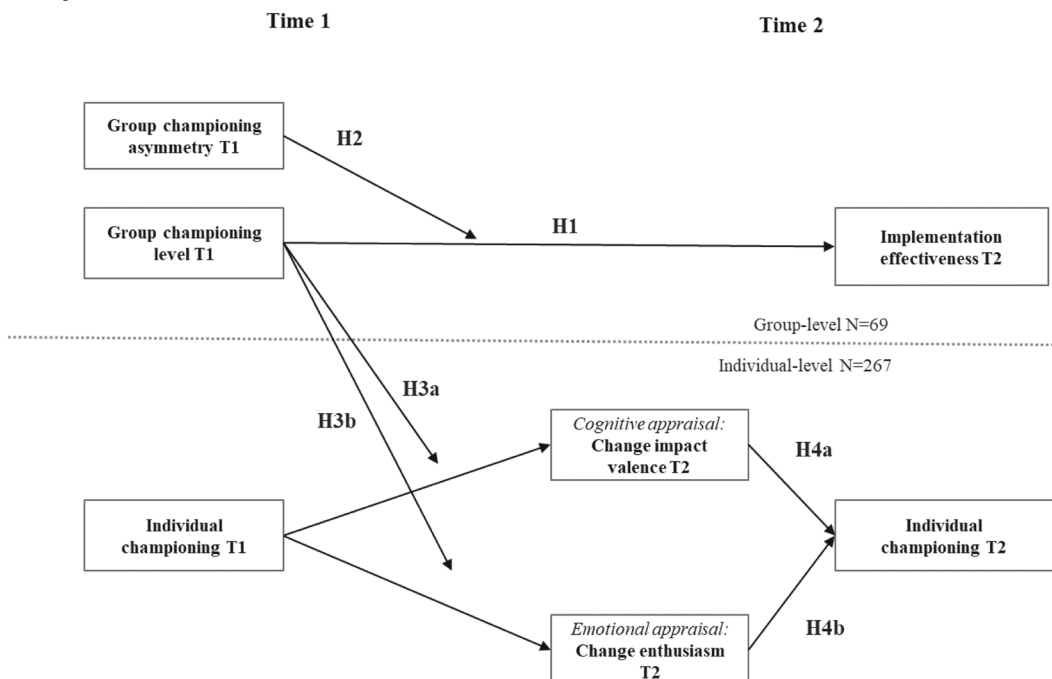 Time 1
Time 2
Group championing
asymmetry T1
H2
Group championing
level T1
H1
Implementation
effectiveness T2
Group-level N=69
Individual-level N=267
H3a
H3b
Cognitive appraisal:
Change impact
valence T2
H4a
Individual
championing T1
Individual
championing T2
Emotional appraisal:
Change enthusiasm
T2
H4b